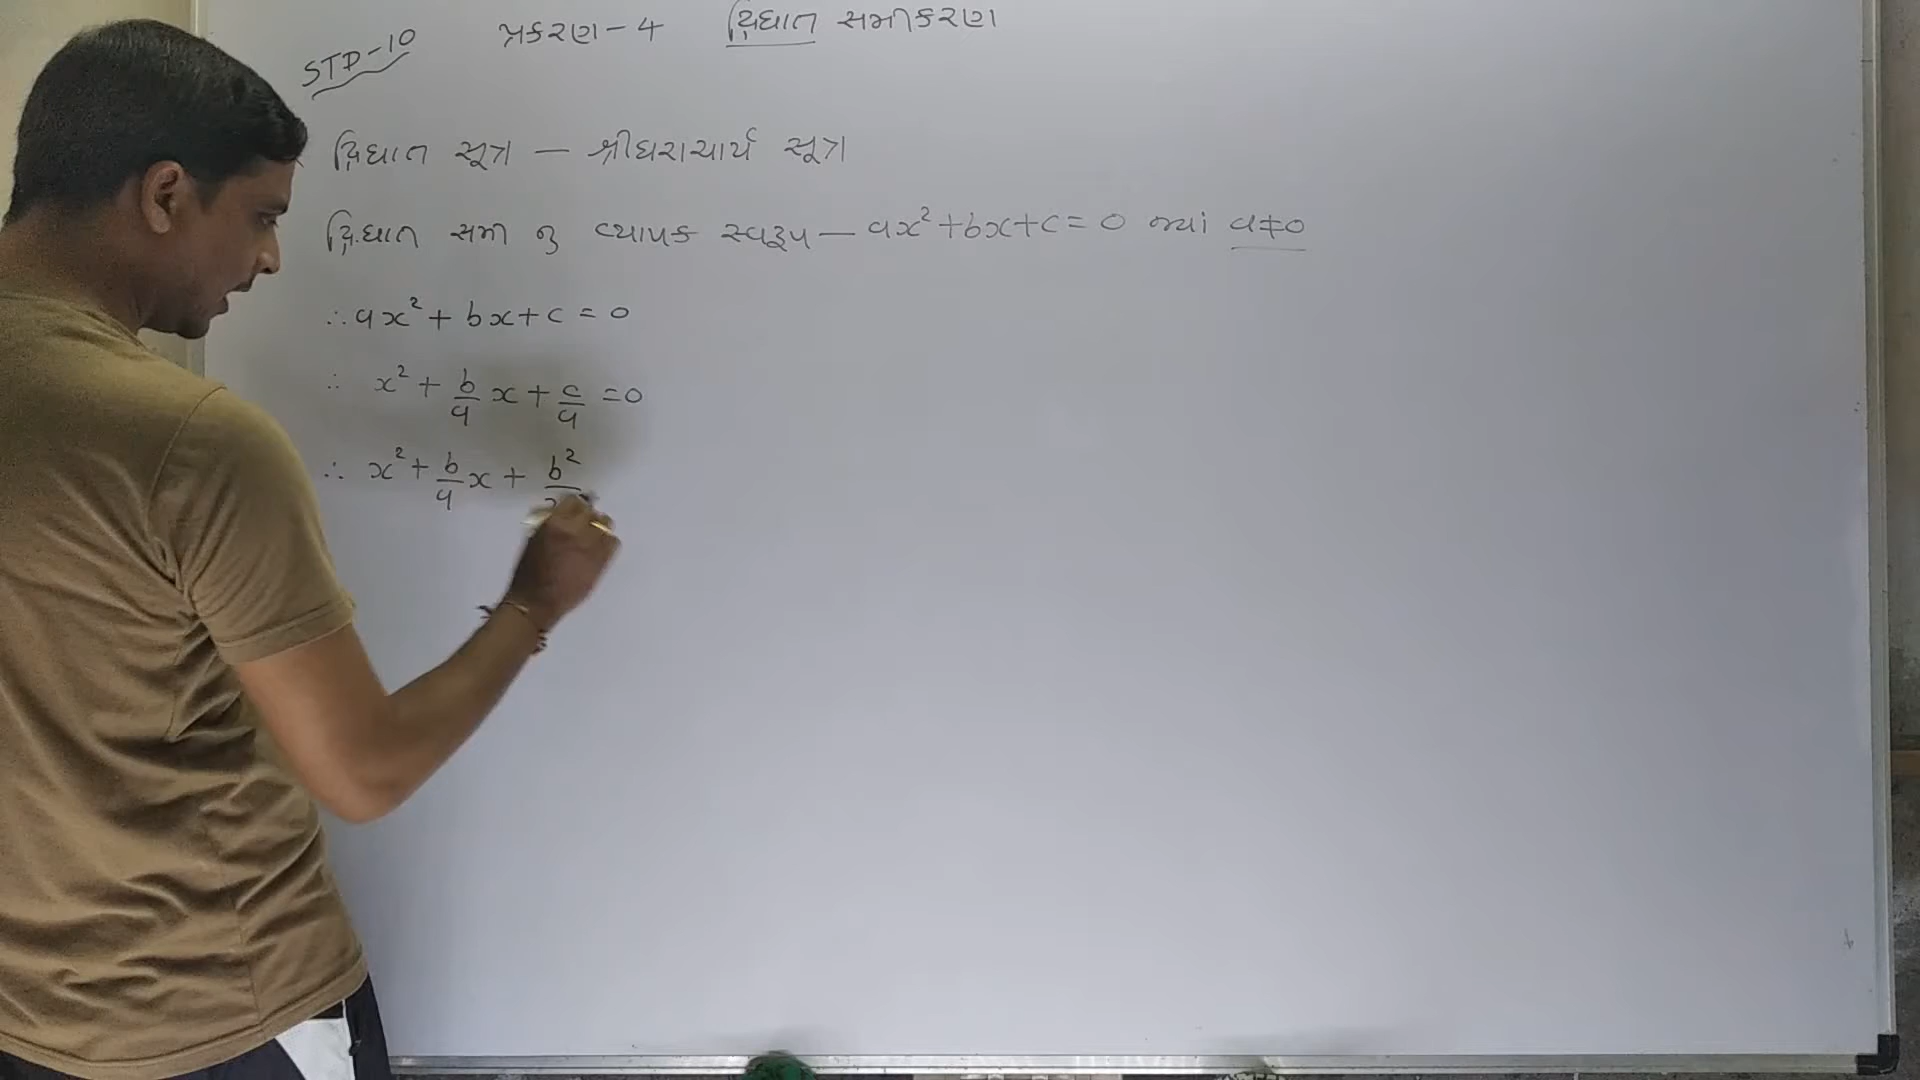 STD-10 પ્રકરણ-4 દ્વિઘાત સમીકરણ
દ્વિઘાત સૂત્ર — શ્રીધરાચાર્ય સૂત્ર
દ્વિઘાત સમી નુ વ્યાપક સ્વરૂપ — ax² + bx + c = 0 જ્યાં a≠0
∴ ax² + bx + c = 0
∴ x² + b/a x + c/a = 0
∴ x² + b/a x + b²